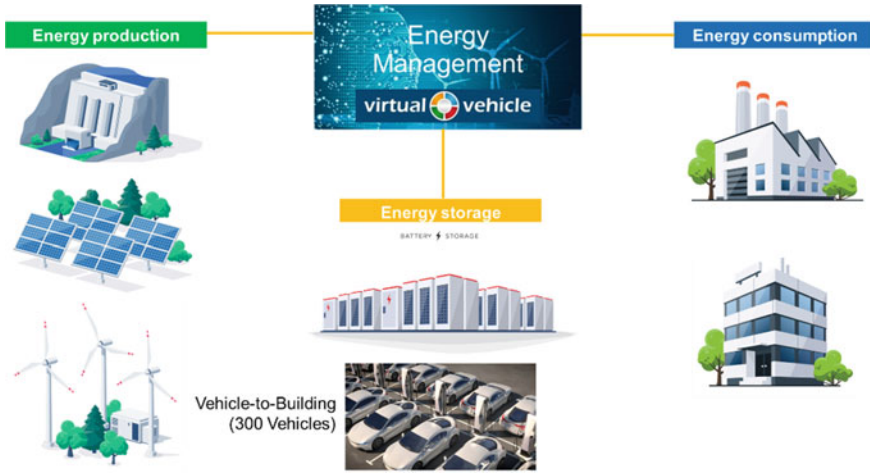 Energy production
Energy
Management
virtual vehicle
Energy consumption
Energy storage
BATTERY STORAGE
Vehicle-to-Building
(300 Vehicles)